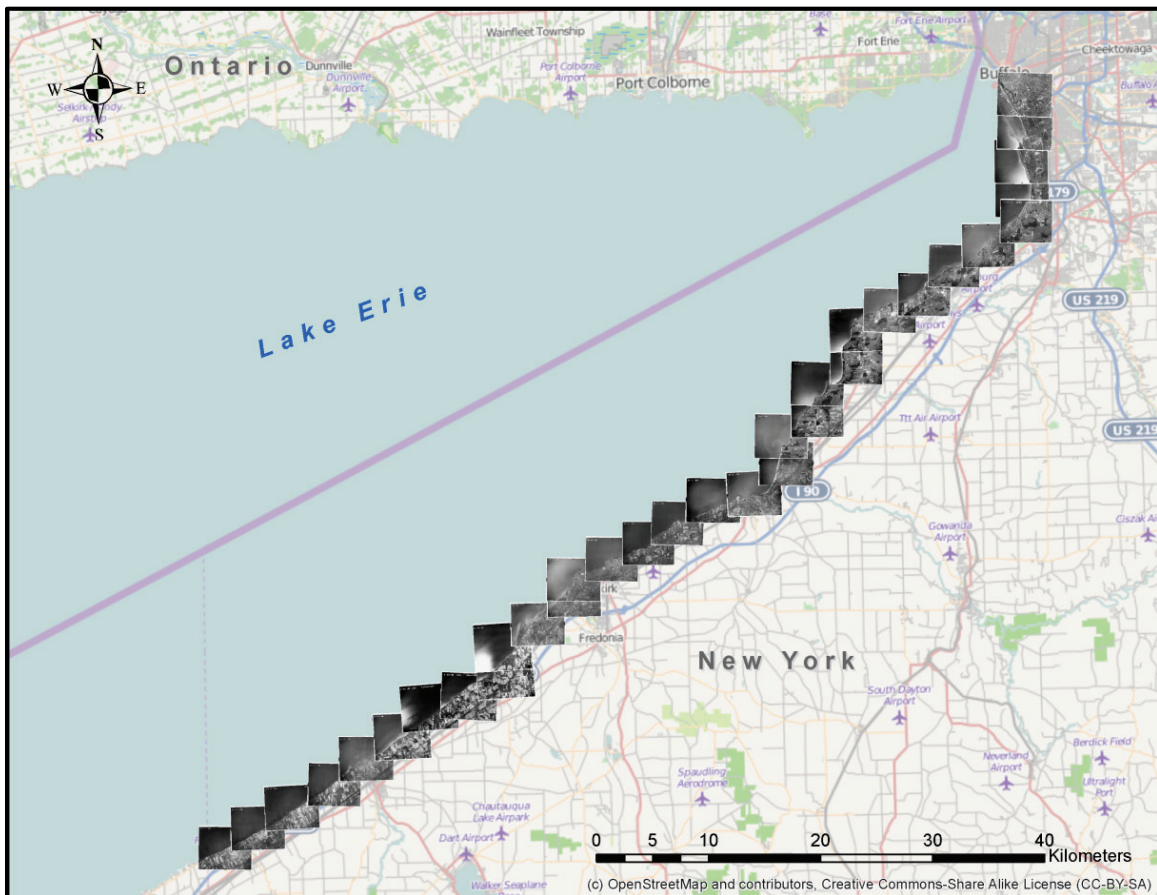 Wainfleet Township
Base
Fort Erie Airport
Fort Erie
Cheektowaga
N
W
E
S
Ontario
Dunnville
Dunnville
Airport
Port Colborne
Airport
Port Colborne
Buffalo
Airstrip
179
US 219
Lake Erie
Airport
Airport
Ttt Air Airport
US 219
I 90
Gowanda
Airport
Fredonia
New York
South Dayton
Airport
Neverland
Airport
Berdick Field
Ultralight
Port
Spaudling
Aerodrome
Chautauqua
Lake Airpark
Dart Airport
Walker Seaplane
0 5 10 20 30 40
Kilometers
(c) OpenStreetMap and contributors, Creative Commons-Share Alike License (CC-BY-SA)